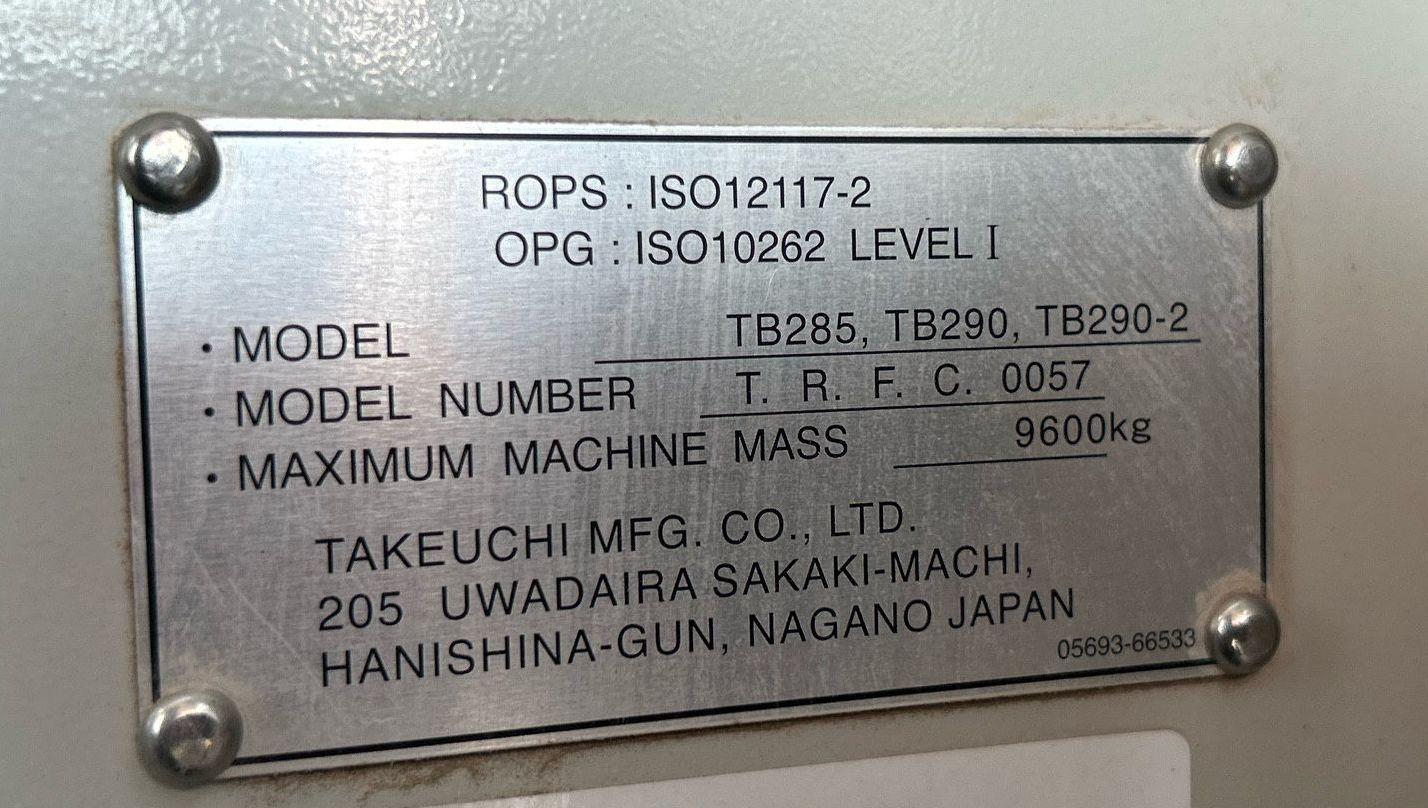 ROPS : ISO12117-2
OPG : ISO10262 LEVEL I
· MODEL TB285, TB290, TB290-2
· MODEL NUMBER T. R. F. C. 0057
· MAXIMUM MACHINE MASS 9600kg
TAKEUCHI MFG. CO., LTD.
205 UWADAIRA SAKAKI-MACHI,
HANISHINA-GUN, NAGANO JAPAN
05693-66533